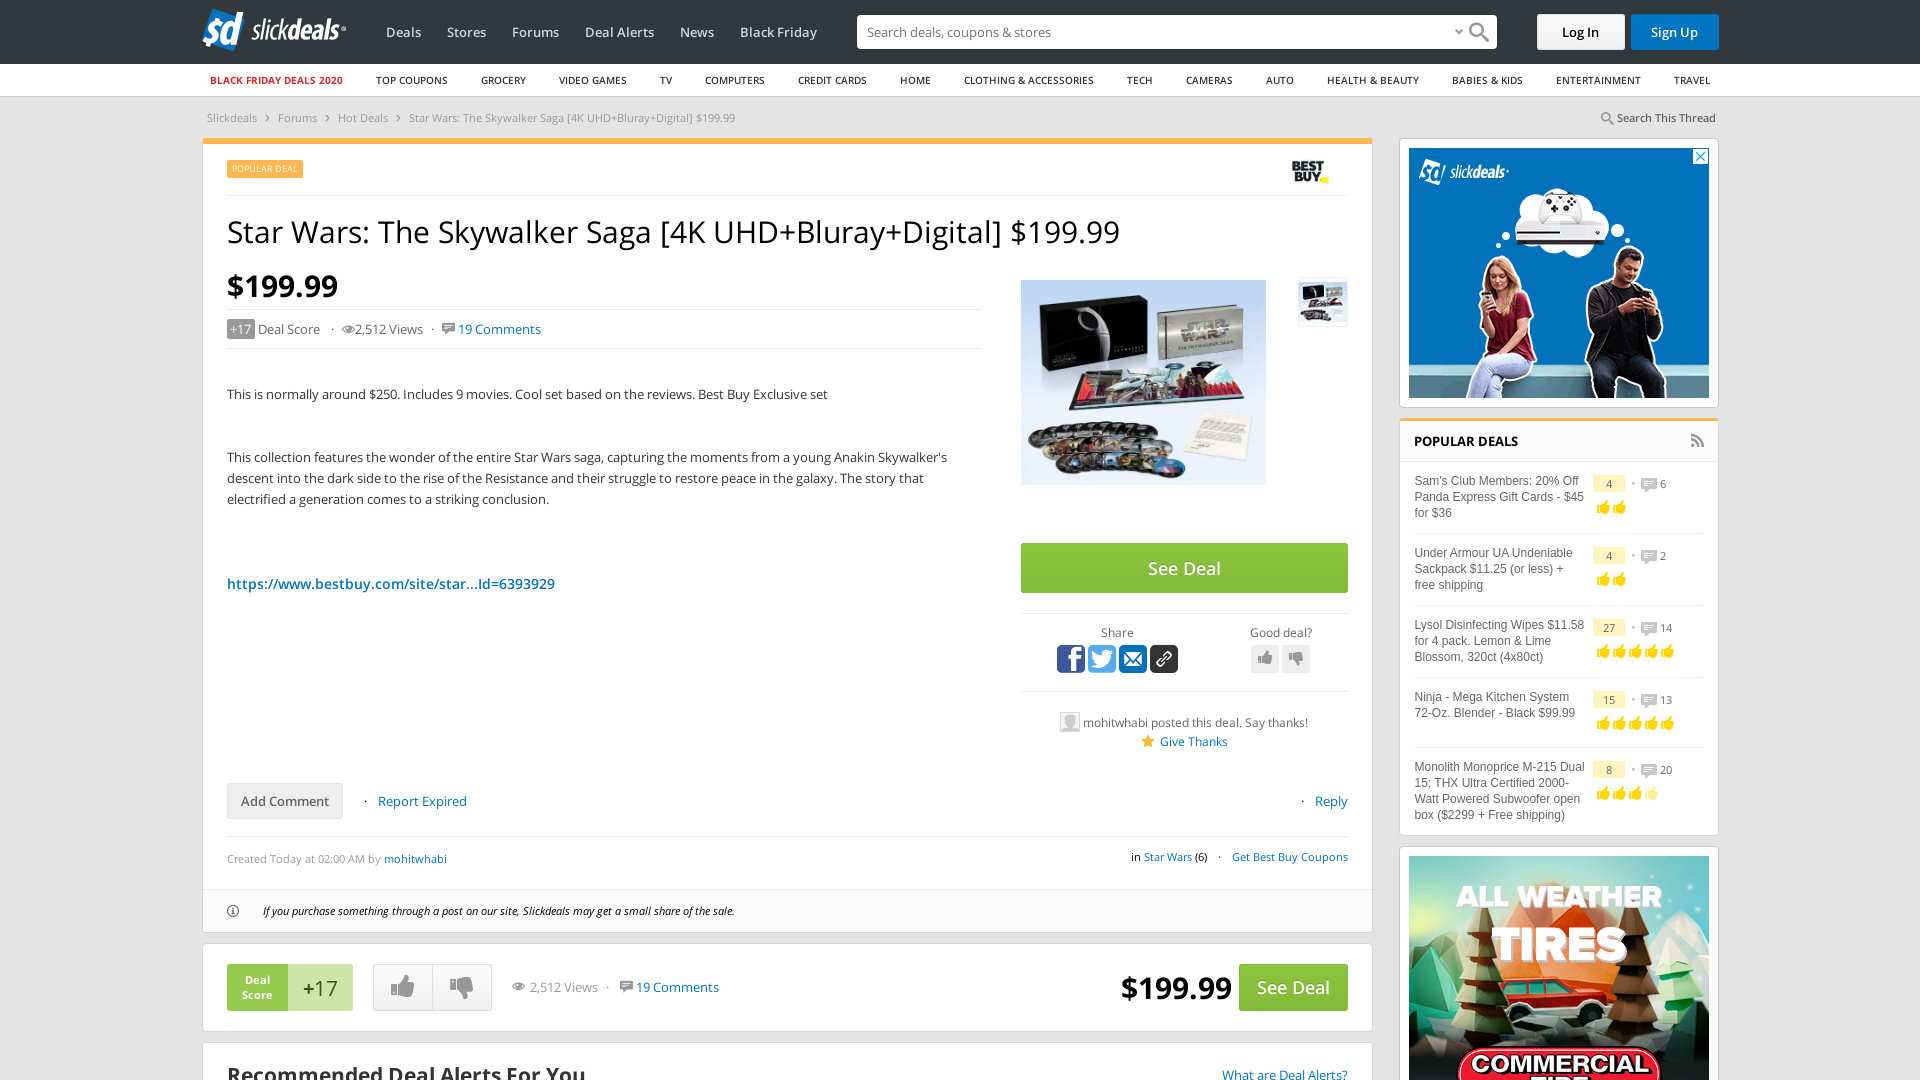 slickdeals
Deals
Stores
Forums
Deal Alerts
News
Black Friday
Search deals, coupons & stores
Log In
Sign Up
BLACK FRIDAY DEALS 2020
TOP COUPONS
GROCERY
VIDEO GAMES
TV
COMPUTERS
CREDIT CARDS
HOME
CLOTHING & ACCESSORIES
TECH
CAMERAS
AUTO
HEALTH & BEAUTY
BABIES & KIDS
ENTERTAINMENT
TRAVEL
Slickdeals › Forums › Hot Deals › Star Wars: The Skywalker Saga [4K UHD+Bluray+Digital] $199.99
Search This Thread
POPULAR DEAL
BEST
BUY
Star Wars: The Skywalker Saga [4K UHD+Bluray+Digital] $199.99
$199.99
+17 Deal Score · 2,512 Views · 19 Comments
This is normally around $250. Includes 9 movies. Cool set based on the reviews. Best Buy Exclusive set
This collection features the wonder of the entire Star Wars saga, capturing the moments from a young Anakin Skywalker's
descent into the dark side to the rise of the Resistance and their struggle to restore peace in the galaxy. The story that
electrified a generation comes to a striking conclusion.
https://www.bestbuy.com/site/star...Id=6393929
STAR
WARS
See Deal
Share
Good deal?
mohitwhabi posted this deal. Say thanks!
Give Thanks
Add Comment
· Report Expired
· Reply
Created Today at 02:00 AM by mohitwhabi
in Star Wars (6) · Get Best Buy Coupons
If you purchase something through a post on our site, Slickdeals may get a small share of the sale.
Deal
Score
+17
2,512 Views · 19 Comments
$199.99
See Deal
Recommended Deal Alerts For You
What are Deal Alerts?
slickdeals
POPULAR DEALS
Sam's Club Members: 20% Off
Panda Express Gift Cards - $45
for $36
4 · 6
Under Armour UA Undeniable
Sackpack $11.25 (or less) +
free shipping
4 · 2
Lysol Disinfecting Wipes $11.58
for 4 pack. Lemon & Lime
Blossom, 320ct (4x80ct)
27 · 14
Ninja - Mega Kitchen System
72-Oz. Blender - Black $99.99
15 · 13
Monolith Monoprice M-215 Dual
15; THX Ultra Certified 2000-
Watt Powered Subwoofer open
box ($2299 + Free shipping)
8 · 20
ALL WEATHER
TIRES
COMMERCIAL
TIRE